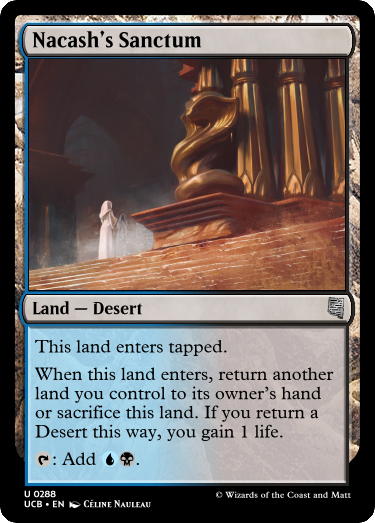 Nacash's Sanctum
Land — Desert
This land enters tapped.
When this land enters, return another
land you control to its owner's hand
or sacrifice this land. If you return a
Desert this way, you gain 1 life.
: Add .
U 0288
UCB • EN Céline Nauleau
© Wizards of the Coast and Matt